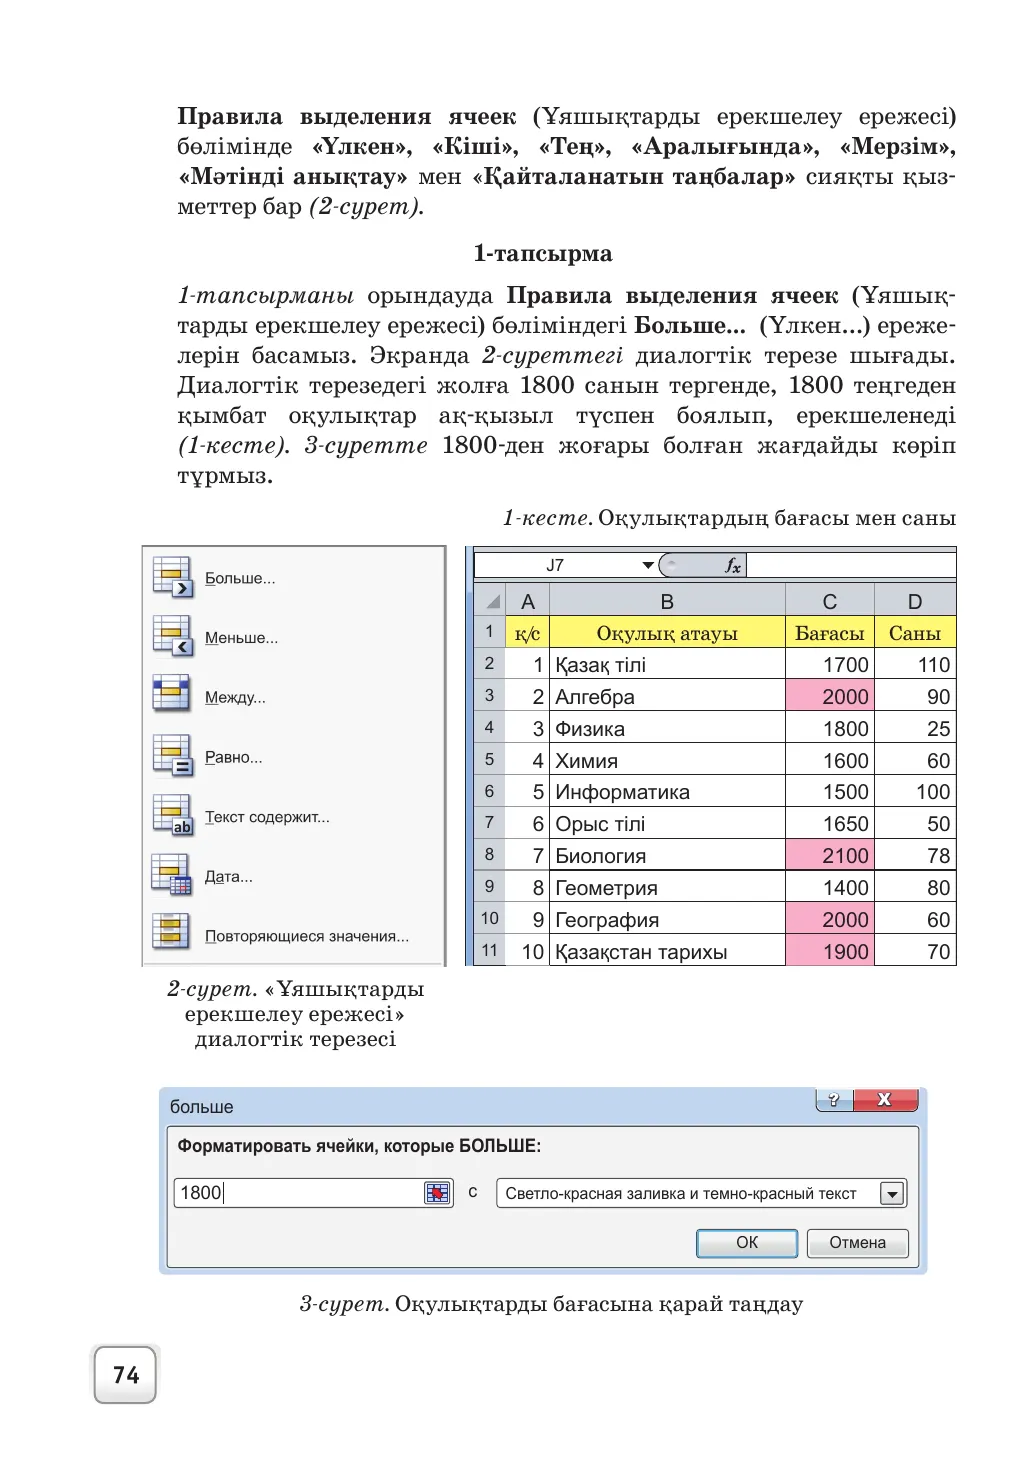 Правила выделения ячеек (Ұяшықтарды ерекшелеу ережесі)
бөлімінде «Үлкен», «Кіші», «Тең», «Аралығында», «Мерзім»,
«Мәтінді анықтау» мен «Қайталанатын таңбалар» сияқты қыз-
меттер бар (2-сурет).
1-тапсырма
1-тапсырманы орындауда Правила выделения ячеек (Ұяшық-
тарды ерекшелеу ережесі) бөліміндегі Больше... (Үлкен...) ереже-
лерін басамыз. Экранда 2-суреттегі диалогтік терезе шығады.
Диалогтік терезедегі жолға 1800 санын тергенде, 1800 теңгеден
қымбат оқулықтар ақ-қызыл түспен боялып, ерекшеленеді
(1-кесте). 3-суретте 1800-ден жоғары болған жағдайды көріп
тұрмыз.
1-кесте. Оқулықтардың бағасы мен саны
Больше...
Меньше...
Между...
Равно...
Текст содержит...
Дата...
Повторяющиеся значения...
2-сурет. «Ұяшықтарды
ерекшелеу ережесі»
диалогтік терезесі
J7 fx
A B C D
1 қ/с Оқулық атауы Бағасы Саны
2 1 Қазақ тілі 1700 110
3 2 Алгебра 2000 90
4 3 Физика 1800 25
5 4 Химия 1600 60
6 5 Информатика 1500 100
7 6 Орыс тілі 1650 50
8 7 Биология 2100 78
9 8 Геометрия 1400 80
10 9 География 2000 60
11 10 Қазақстан тарихы 1900 70
больше ? X
Форматировать ячейки, которые БОЛЬШЕ:
1800 с Светло-красная заливка и темно-красный текст
ОК Отмена
3-сурет. Оқулықтарды бағасына қарай таңдау
74